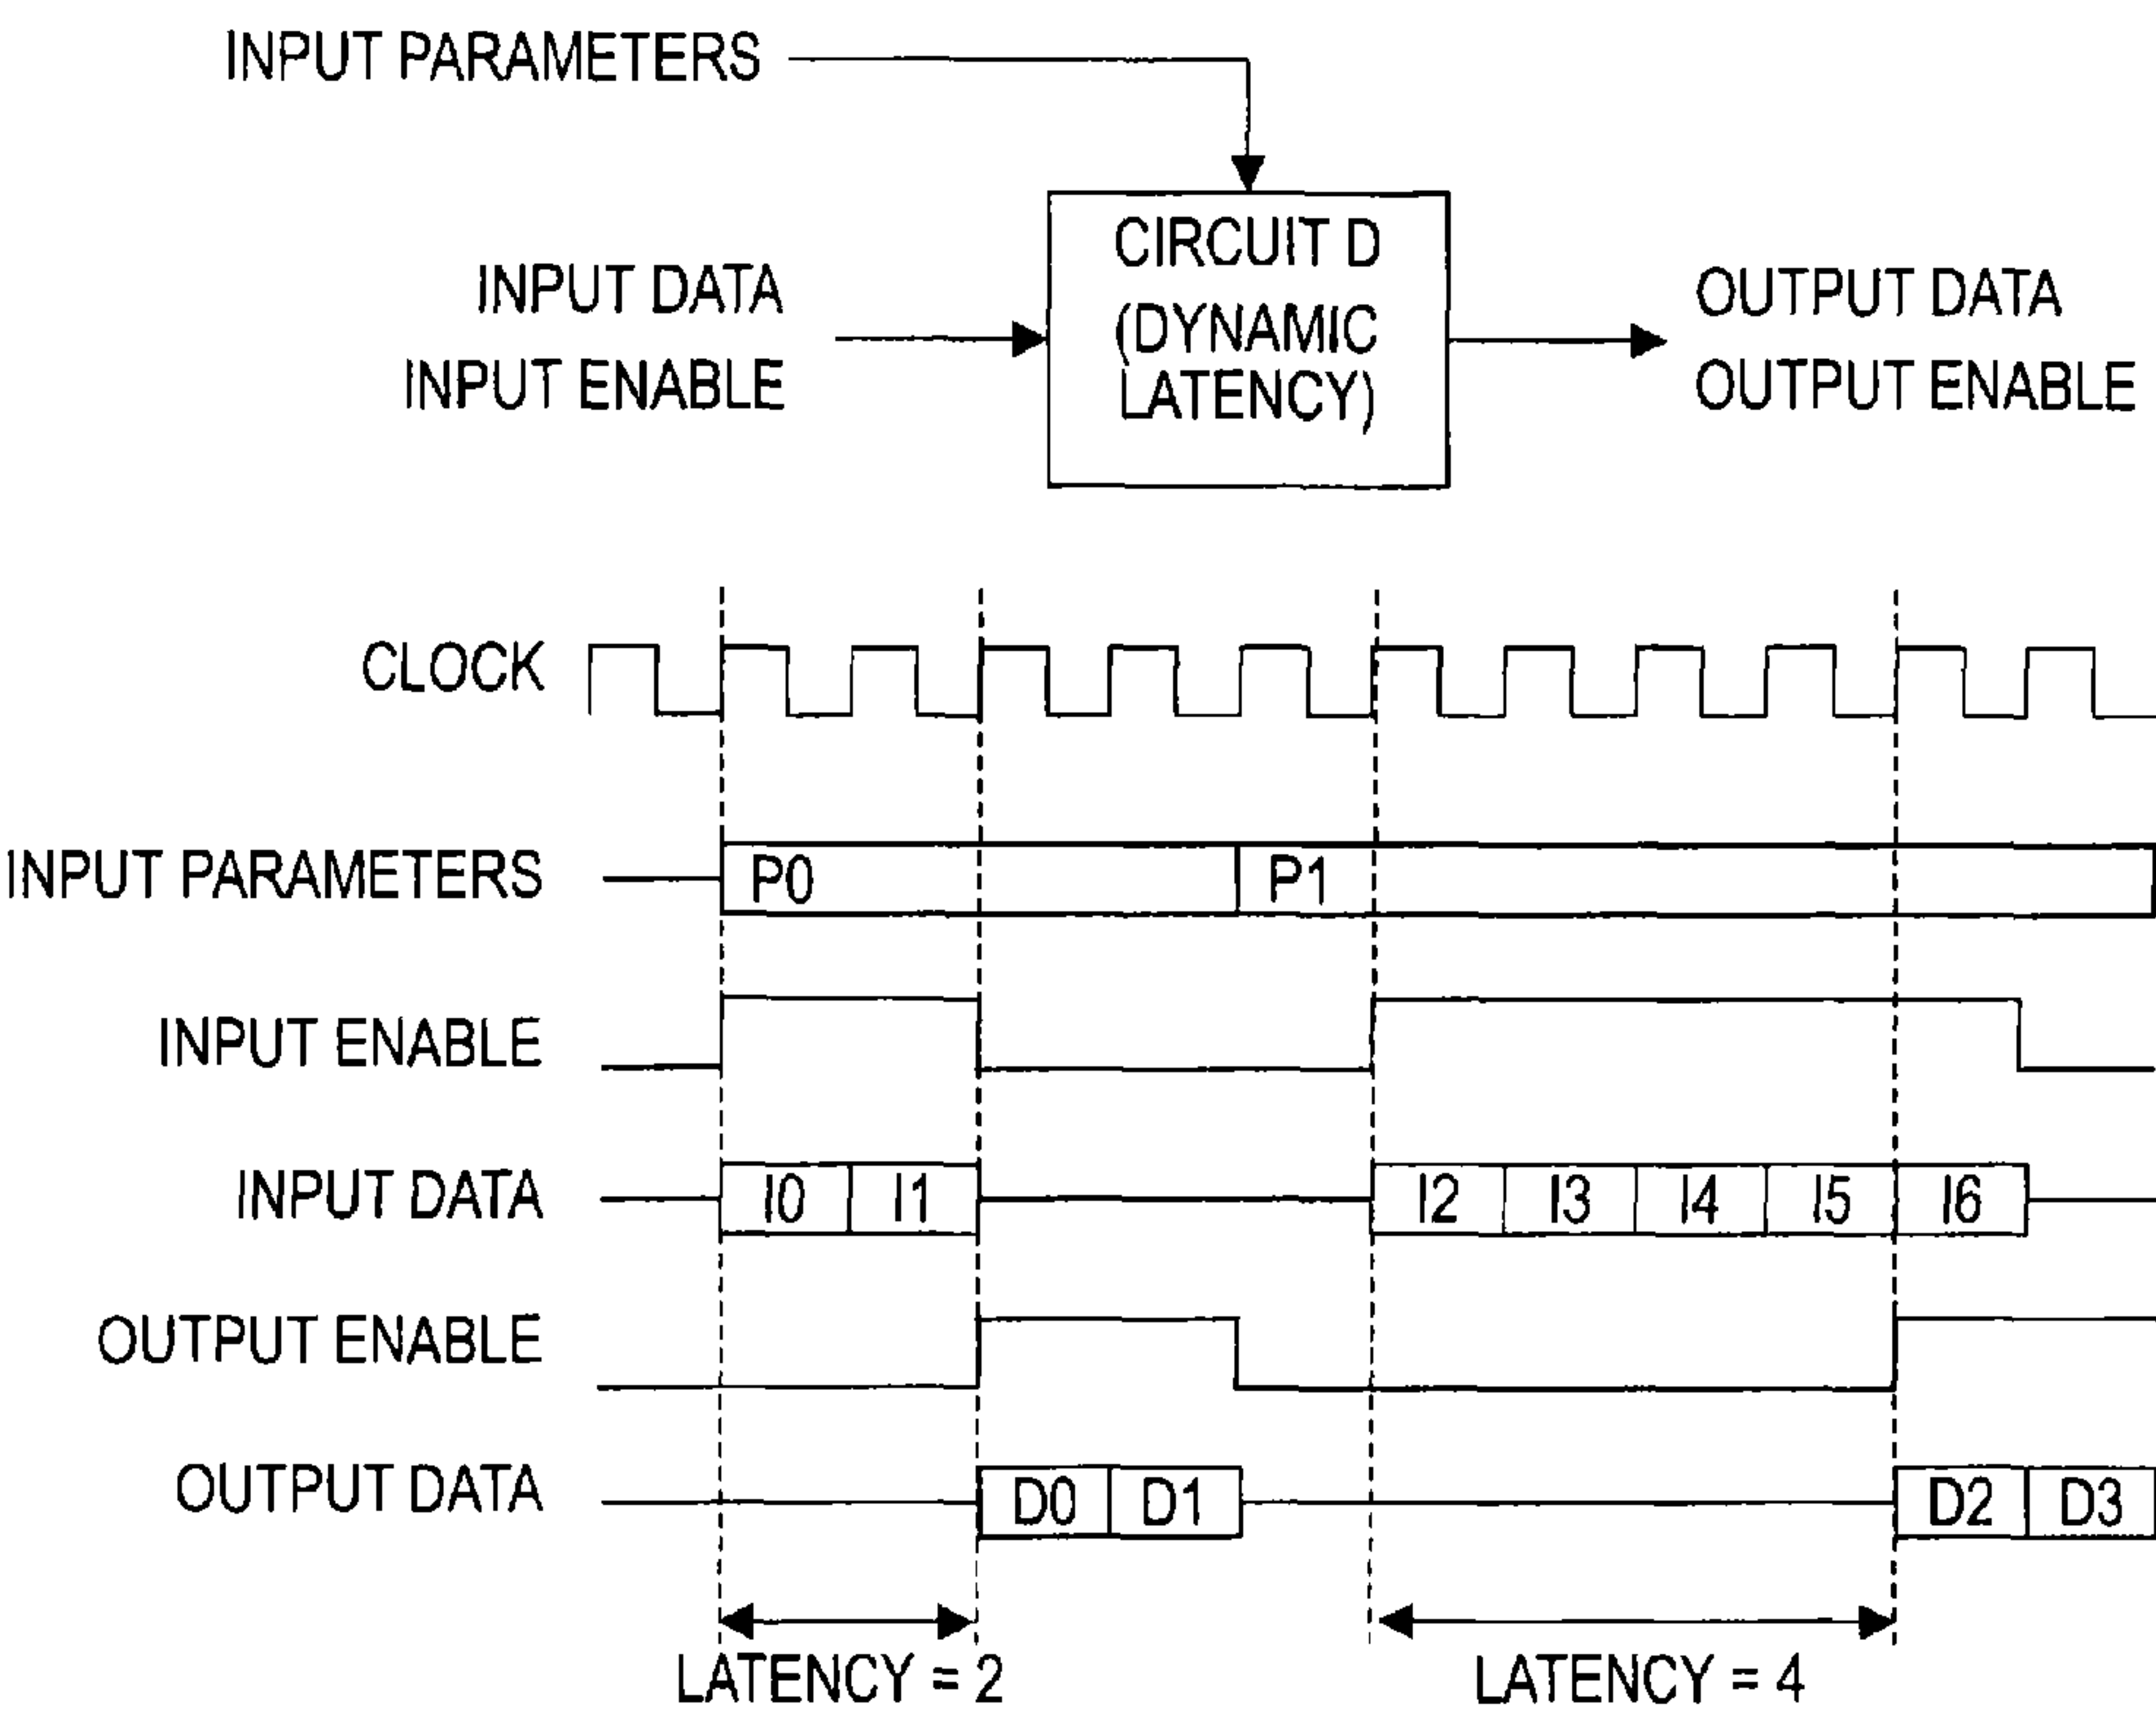 INPUT PARAMETERS
CIRCUIT D
(DYNAMIC
LATENCY)
INPUT DATA
INPUT ENABLE
OUTPUT DATA
OUTPUT ENABLE
CLOCK
INPUT PARAMETERS
P0 P1
INPUT ENABLE
INPUT DATA
I0 I1 I2 I3 I4 I5 I6
OUTPUT ENABLE
OUTPUT DATA
D0 D1 D2 D3
LATENCY = 2
LATENCY = 4